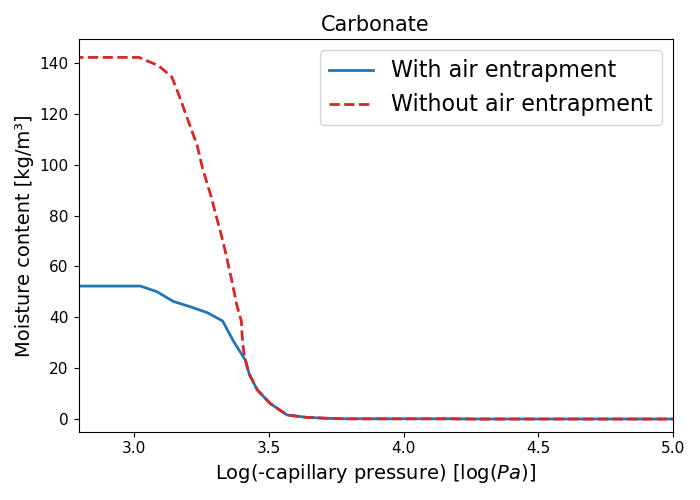 Carbonate
With air entrapment
Without air entrapment
Moisture content [kg/m³]
140
120
100
80
60
40
20
0
3.0 3.5 4.0 4.5 5.0
Log(-capillary pressure) [log(Pa)]